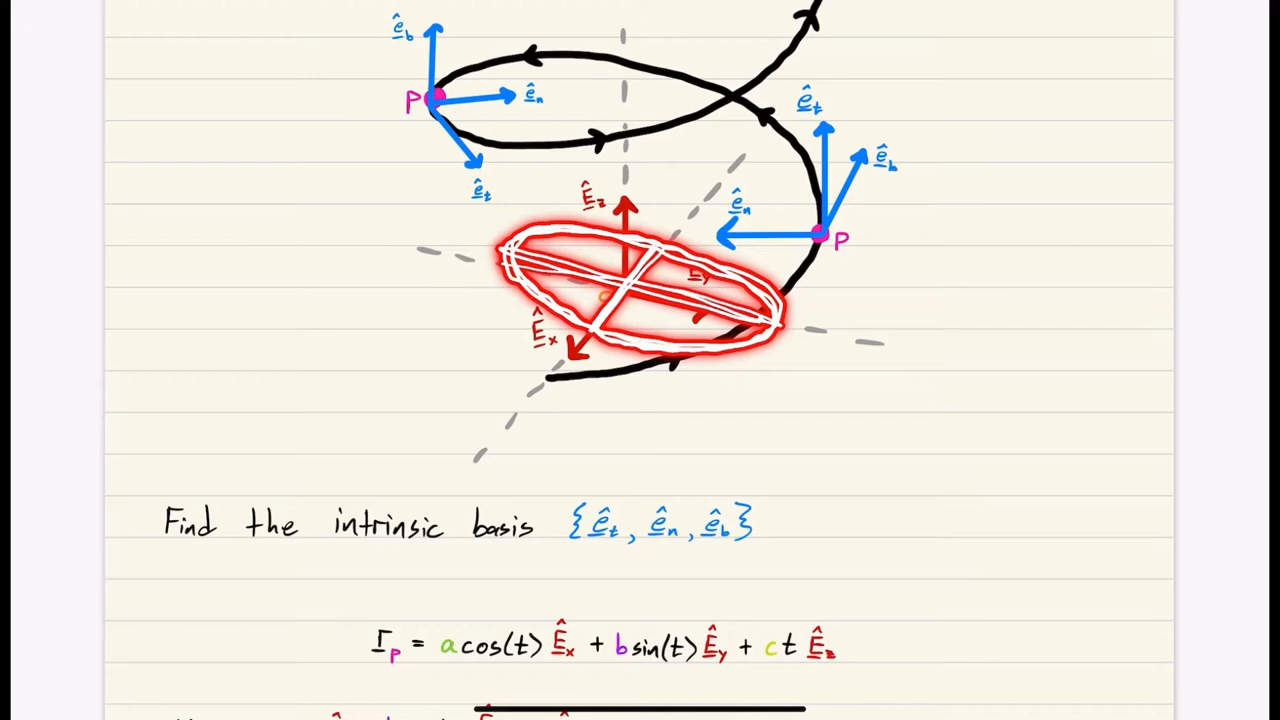 ê_b
ê_t
P ê_n
ê_b
ê_t
Ê_z
ê_n
P
E_y
Ê_x
Find the intrinsic basis {ê_t, ê_n, ê_b}
r_P = a cos(t) Ê_x + b sin(t) Ê_y + c t Ê_z